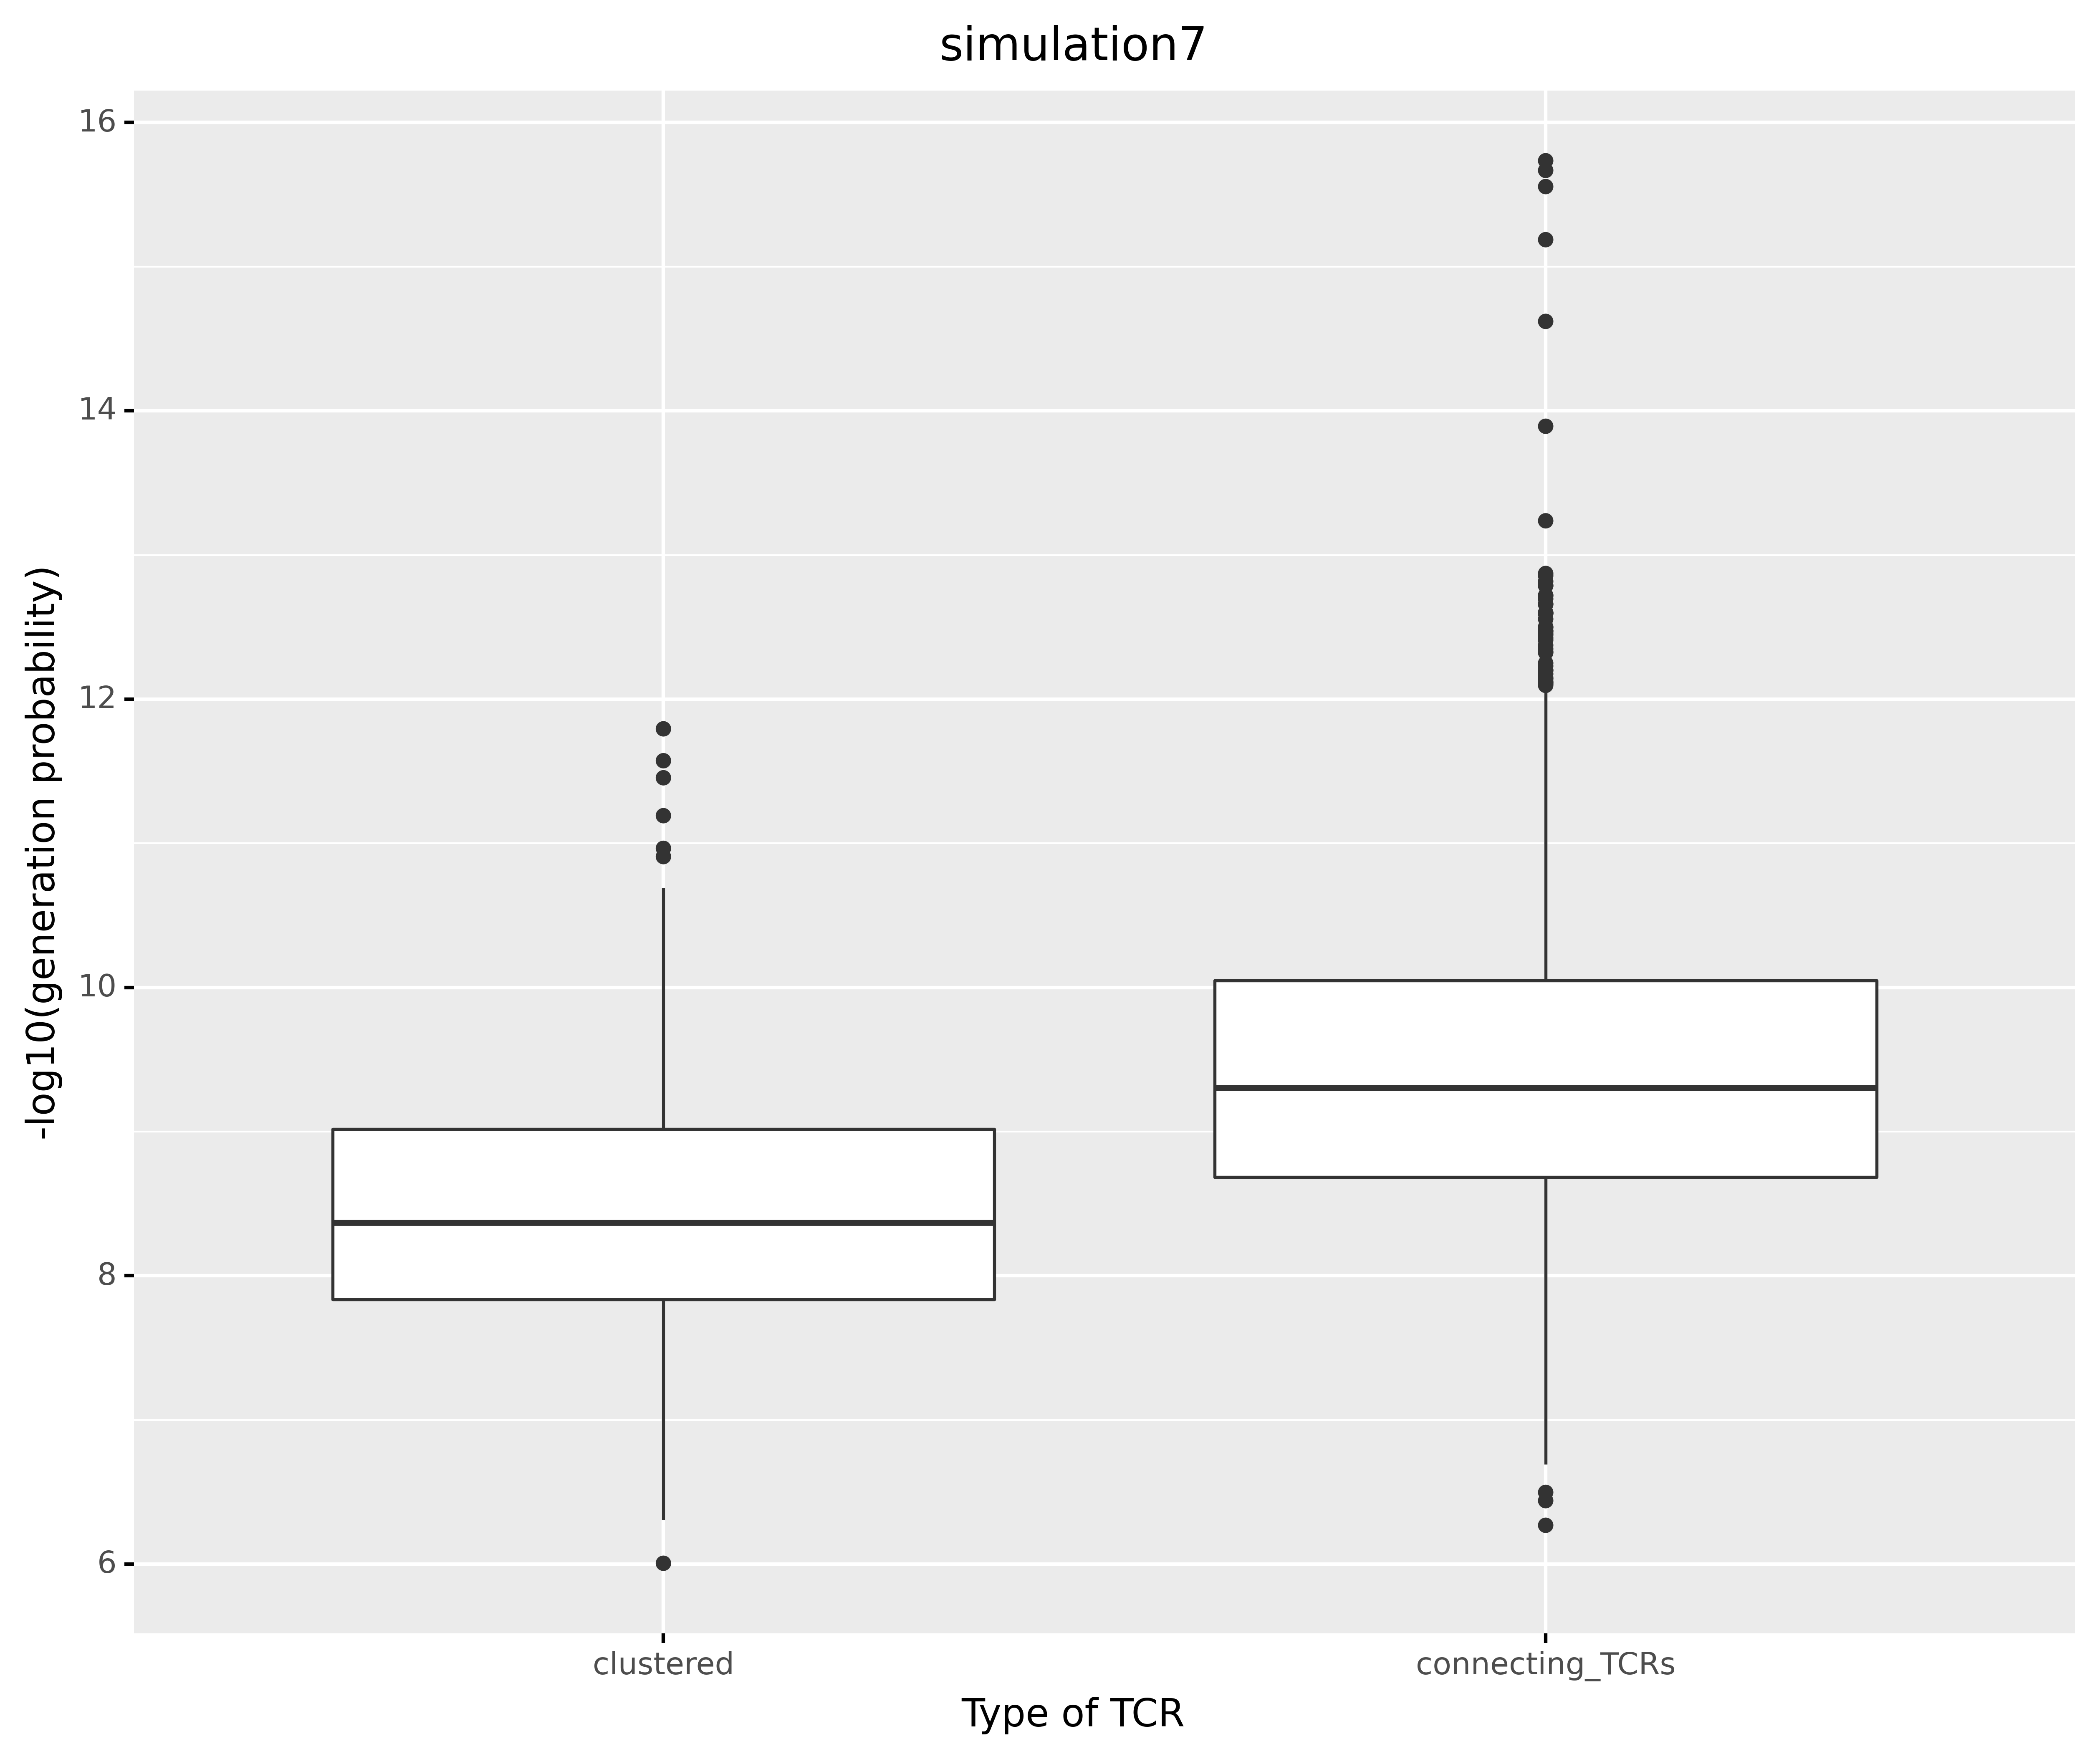 simulation7
16
14
12
10
8
6
-log10(generation probability)
clustered
connecting_TCRs
Type of TCR